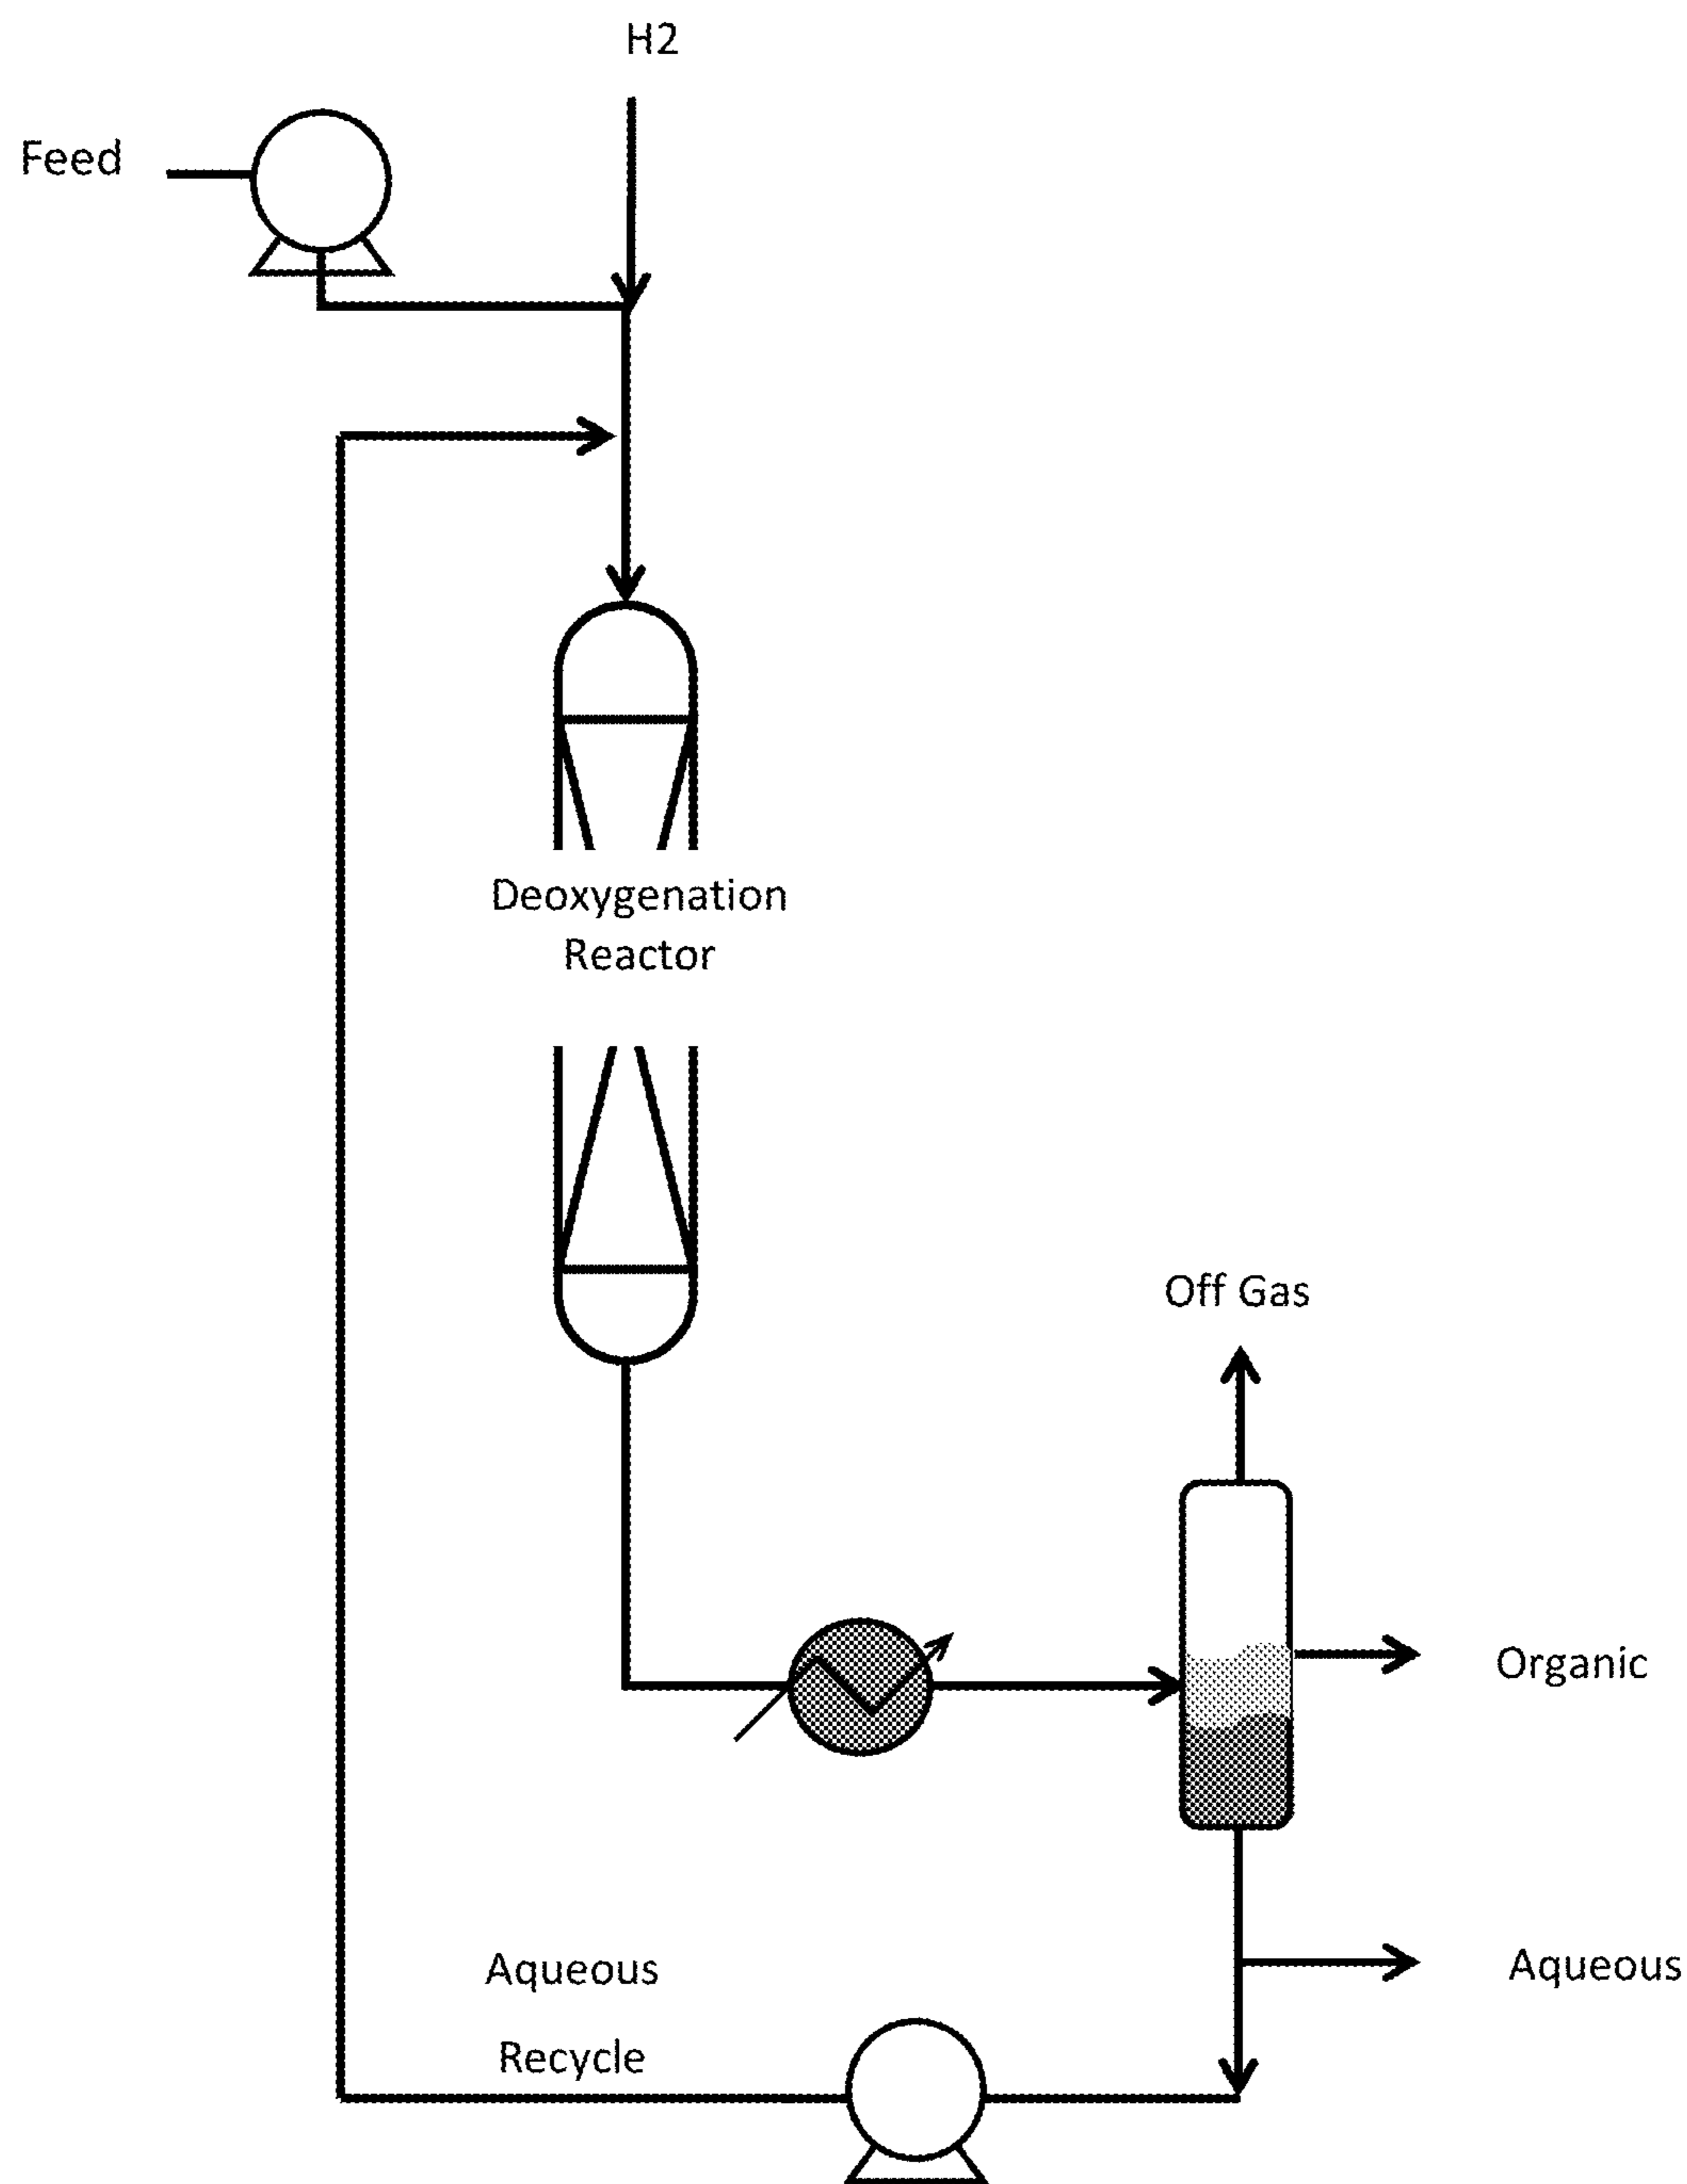 H2
Feed
Deoxygenation
Reactor
Off Gas
Organic
Aqueous
Aqueous
Recycle